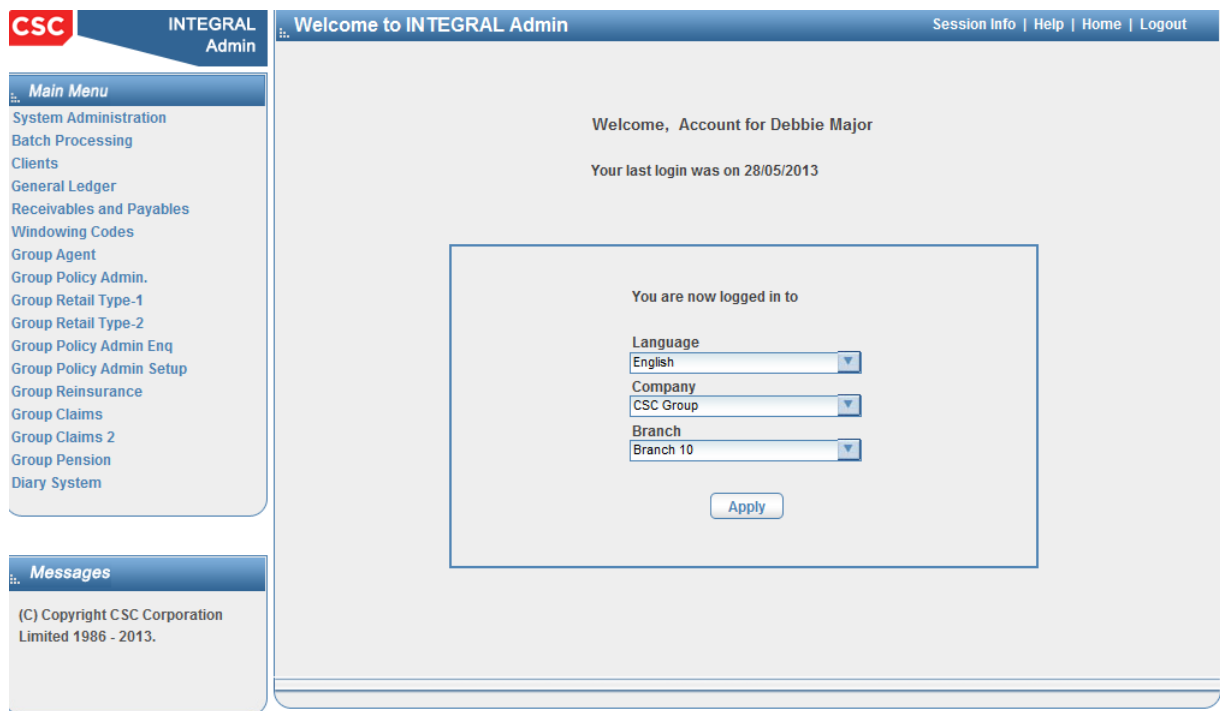 CSC
INTEGRAL
Admin
Welcome to INTEGRAL Admin
Session Info | Help | Home | Logout
Main Menu
System Administration
Batch Processing
Clients
General Ledger
Receivables and Payables
Windowing Codes
Group Agent
Group Policy Admin.
Group Retail Type-1
Group Retail Type-2
Group Policy Admin Enq
Group Policy Admin Setup
Group Reinsurance
Group Claims
Group Claims 2
Group Pension
Diary System
Messages
(C) Copyright CSC Corporation
Limited 1986 - 2013.
Welcome, Account for Debbie Major
Your last login was on 28/05/2013
You are now logged in to
Language
English
Company
CSC Group
Branch
Branch 10
Apply